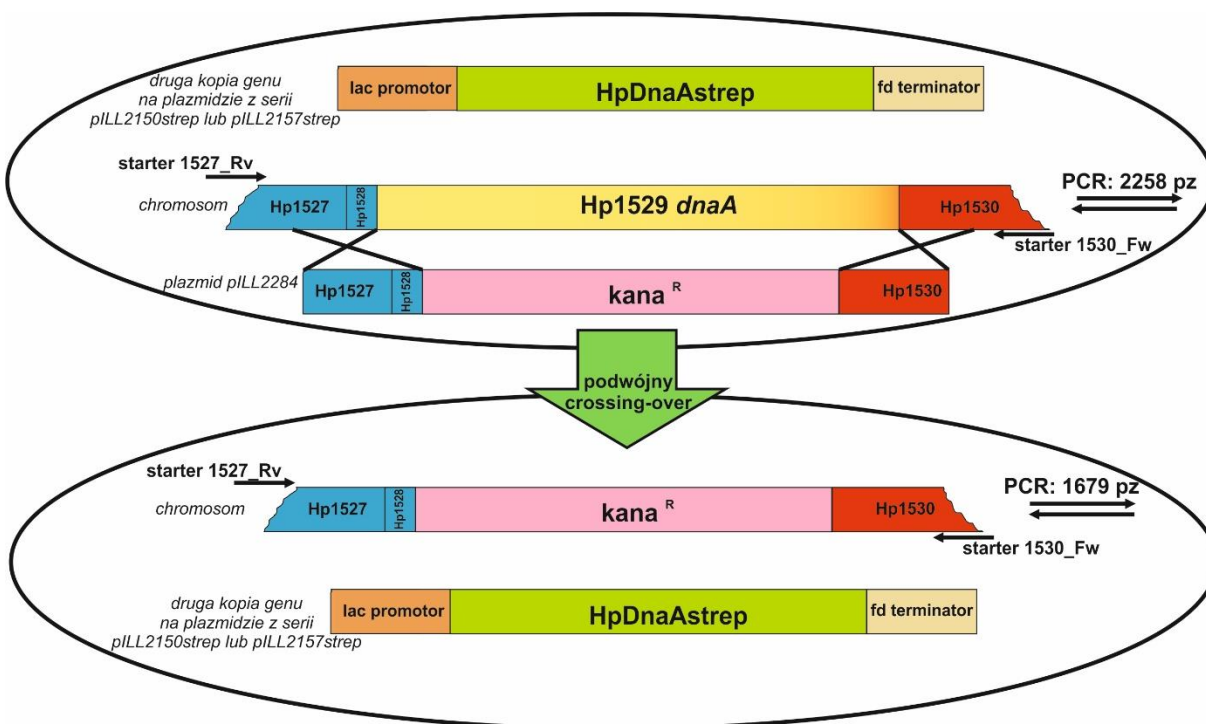 druga kopia genu
na plazmidzie z serii
pILL2150strep lub pILL2157strep
lac promotor
HpDnaAstrep
fd terminator
starter 1527_Rv
chromosom
Hp1527
Hp1528
Hp1529 dnaA
Hp1530
PCR: 2258 pz
starter 1530_Fw
plazmid pILL2284
Hp1527
Hp1528
kana R
Hp1530
podwójny
crossing-over
starter 1527_Rv
chromosom
Hp1527
Hp1528
kana R
Hp1530
PCR: 1679 pz
starter 1530_Fw
druga kopia genu
na plazmidzie z serii
pILL2150strep lub pILL2157strep
lac promotor
HpDnaAstrep
fd terminator